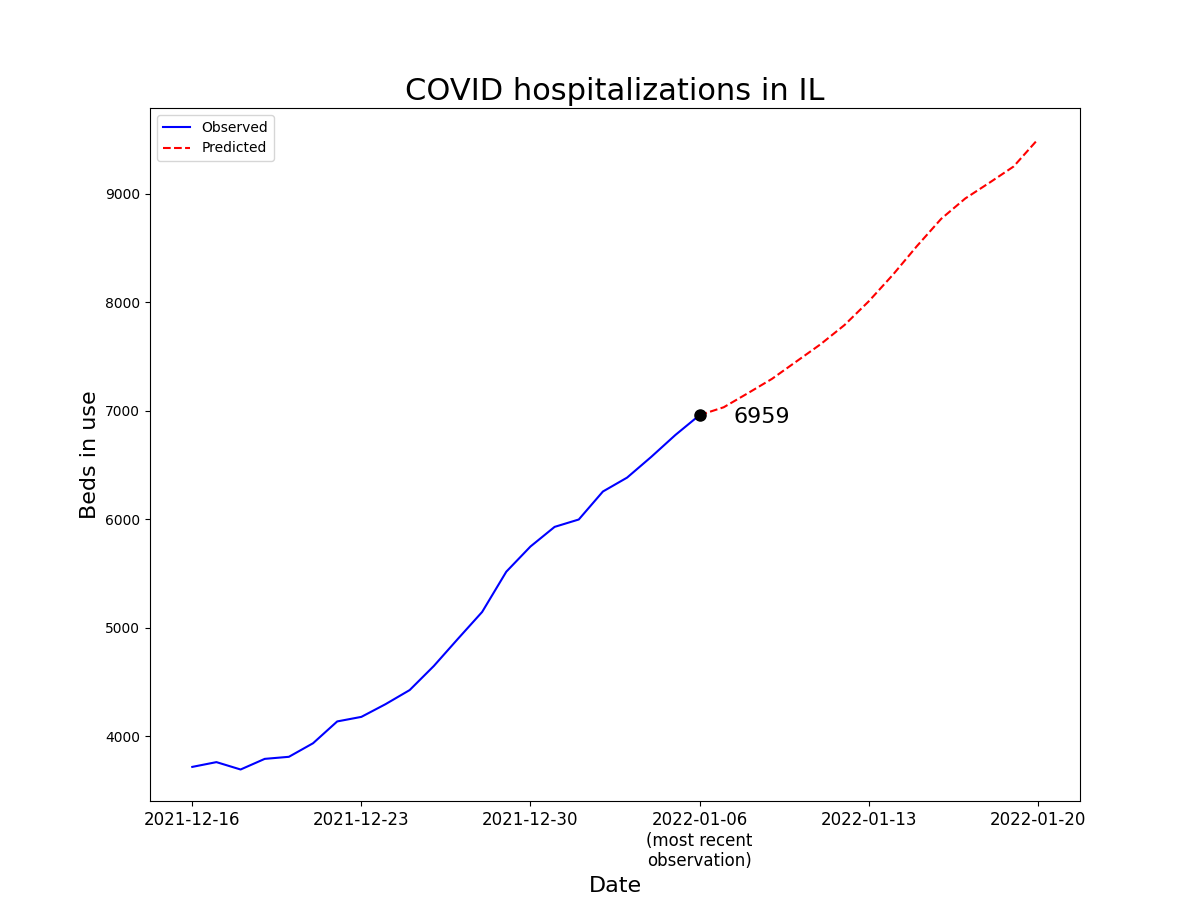 COVID hospitalizations in IL
Observed
Predicted
9000
8000
7000
6000
5000
4000
Beds in use
6959
2021-12-16
2021-12-23
2021-12-30
2022-01-06
(most recent
observation)
2022-01-13
2022-01-20
Date